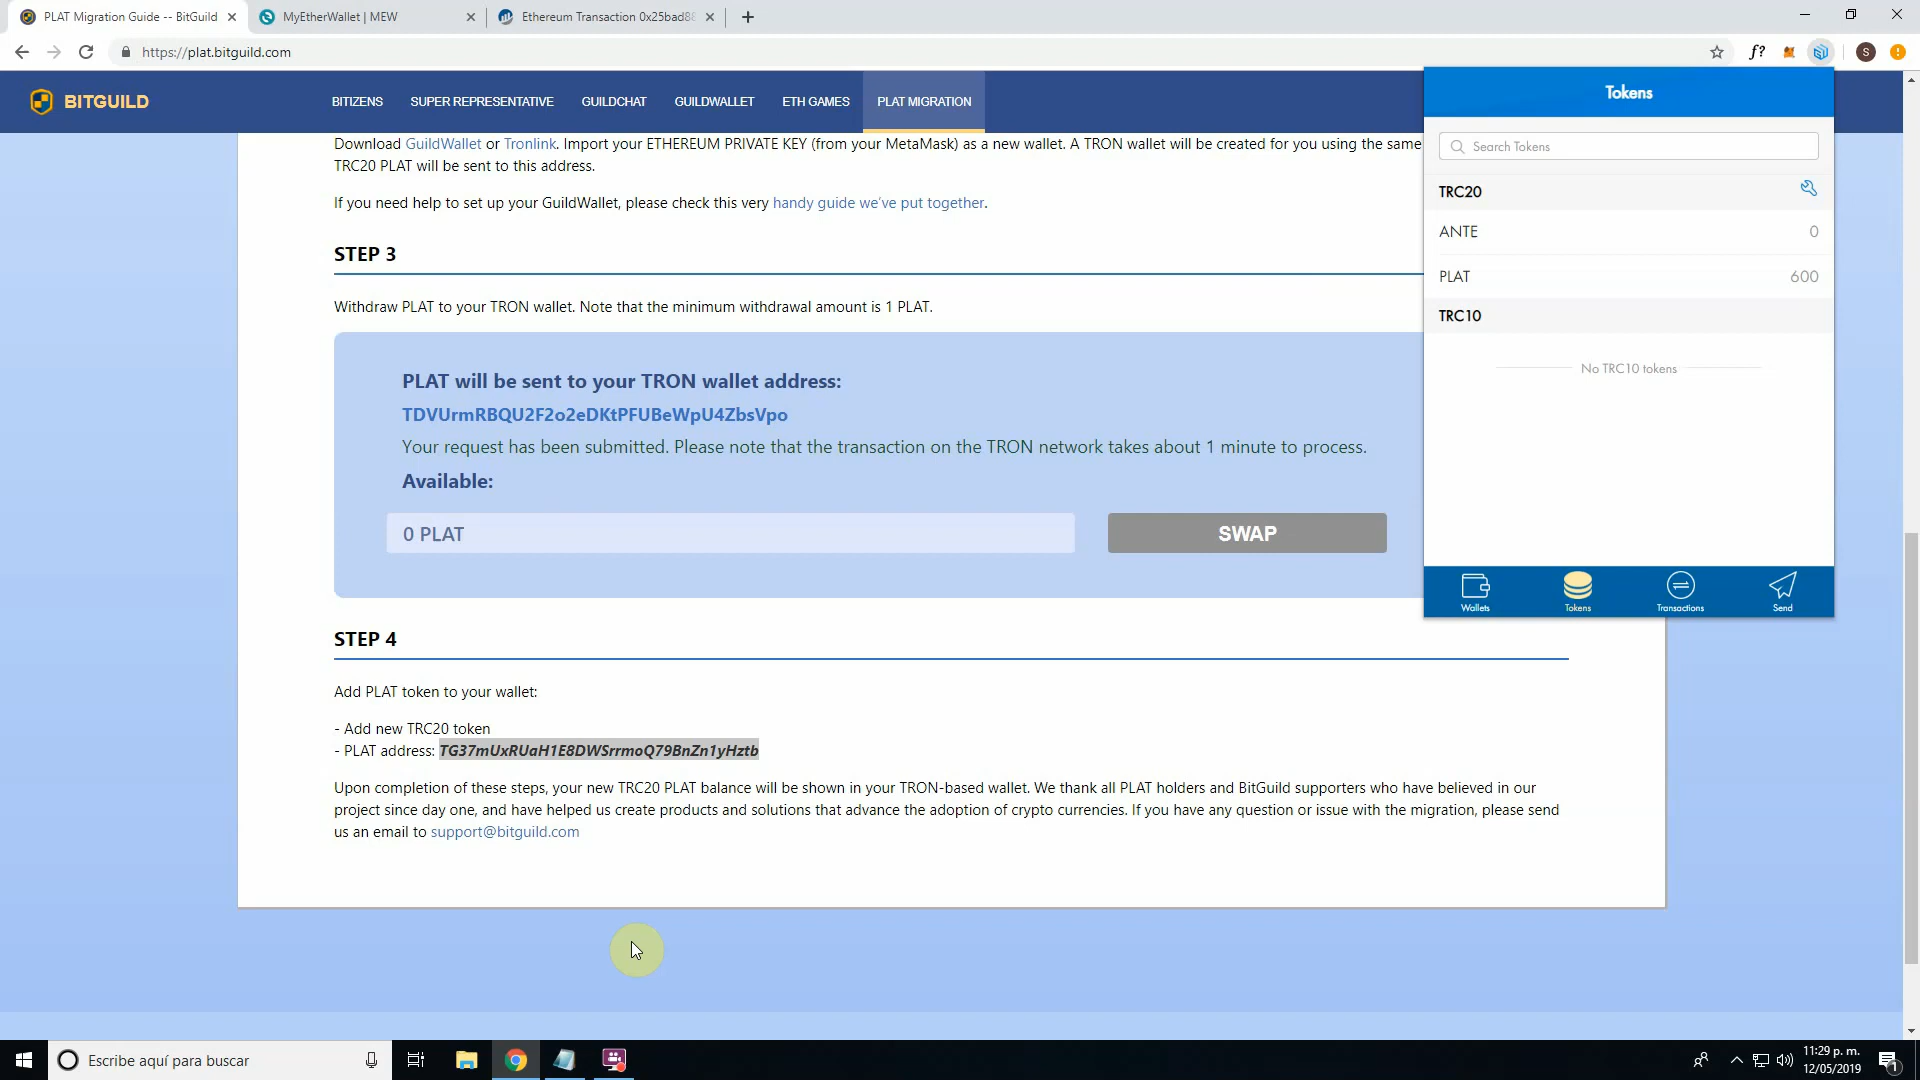 PLAT Migration Guide -- BitGuild
MyEtherWallet | MEW
Ethereum Transaction 0x25bad8
https://plat.bitguild.com
f?
S
BITGUILD
BITIZENS
SUPER REPRESENTATIVE
GUILDCHAT
GUILDWALLET
ETH GAMES
PLAT MIGRATION
Download GuildWallet or Tronlink. Import your ETHEREUM PRIVATE KEY (from your MetaMask) as a new wallet. A TRON wallet will be created for you using the same
TRC20 PLAT will be sent to this address.
If you need help to set up your GuildWallet, please check this very handy guide we've put together.
STEP 3
Withdraw PLAT to your TRON wallet. Note that the minimum withdrawal amount is 1 PLAT.
PLAT will be sent to your TRON wallet address:
TDVUrmRBQU2F2o2eDKtPFUBeWpU4ZbsVpo
Your request has been submitted. Please note that the transaction on the TRON network takes about 1 minute to process.
Available:
0 PLAT
SWAP
STEP 4
Add PLAT token to your wallet:
- Add new TRC20 token
- PLAT address: TG37mUxRUaH1E8DWSrrmoQ79BnZn1yHztb
Upon completion of these steps, your new TRC20 PLAT balance will be shown in your TRON-based wallet. We thank all PLAT holders and BitGuild supporters who have believed in our
project since day one, and have helped us create products and solutions that advance the adoption of crypto currencies. If you have any question or issue with the migration, please send
us an email to support@bitguild.com
Tokens
Search Tokens
TRC20
ANTE 0
PLAT 600
TRC10
No TRC10 tokens
Wallets
Tokens
Transactions
Send
Escribe aquí para buscar
11:29 p. m.
12/05/2019
1